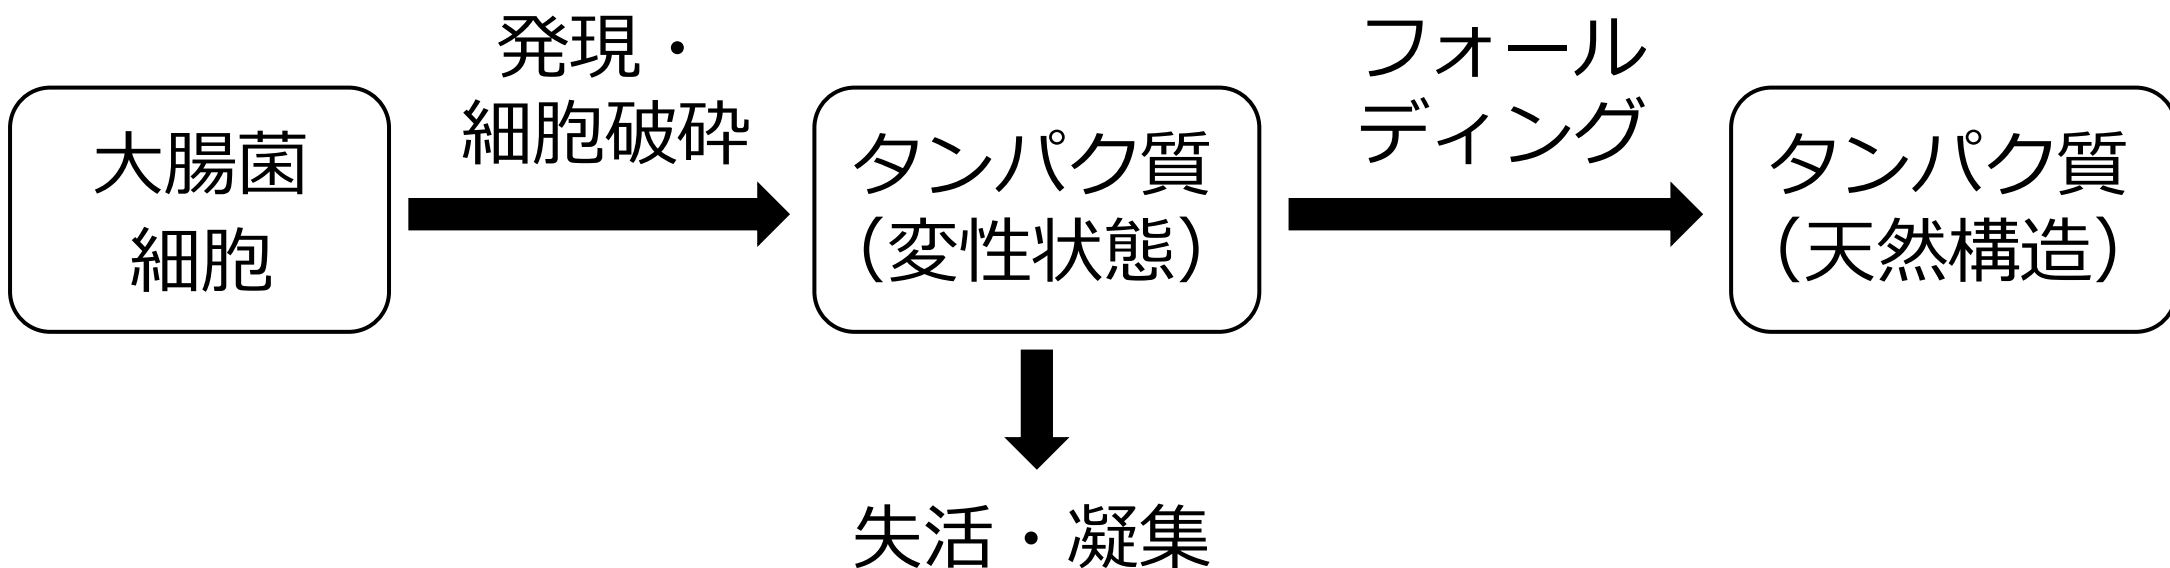 大腸菌
細胞
発現・
細胞破砕
タンパク質
（変性状態）
フォール
ディング
タンパク質
（天然構造）
失活・凝集